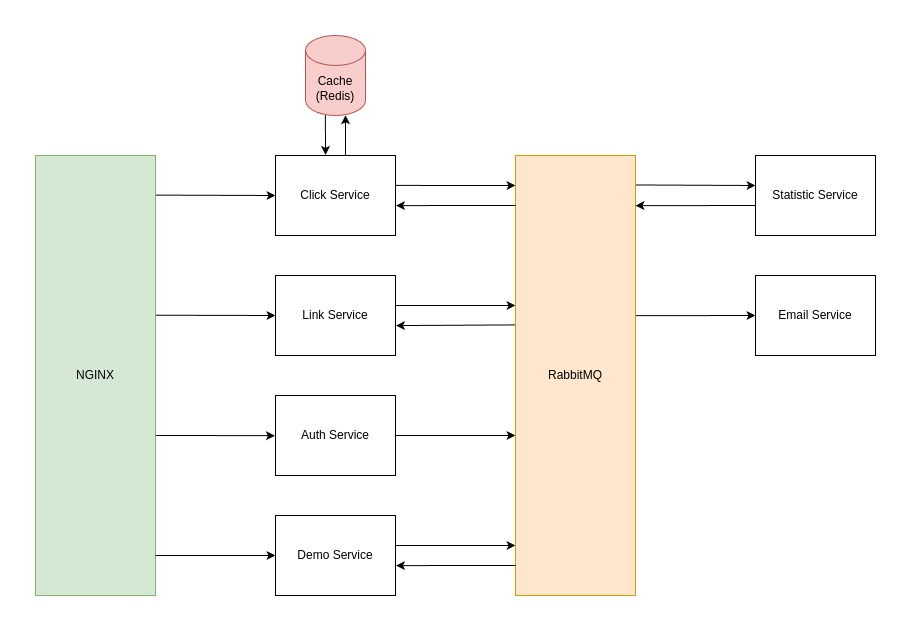 Cache
(Redis)
Click Service
Statistic Service
Link Service
Email Service
NGINX
RabbitMQ
Auth Service
Demo Service